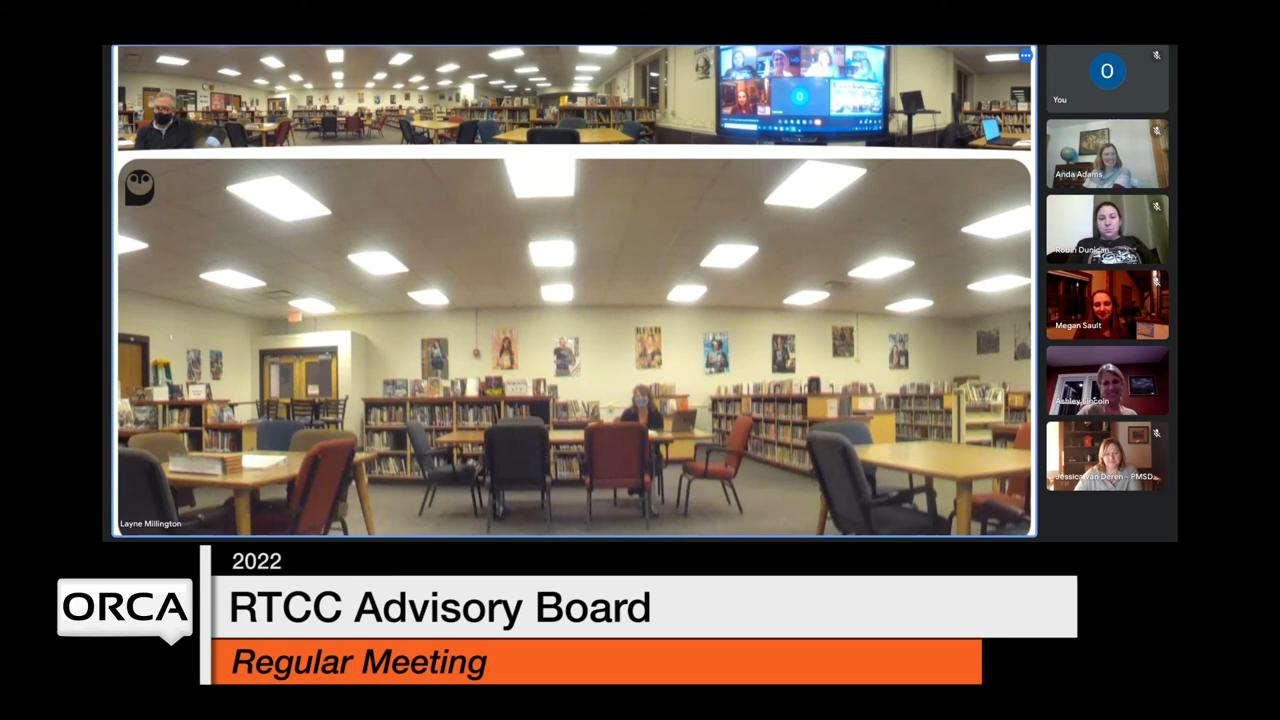 O
You
Anda Adams
Robin Dunican
Megan Sault
Ashley Lincoln
Jessica Van Deren - PMSD...
Layne Millington
2022
ORCA
RTCC Advisory Board
Regular Meeting